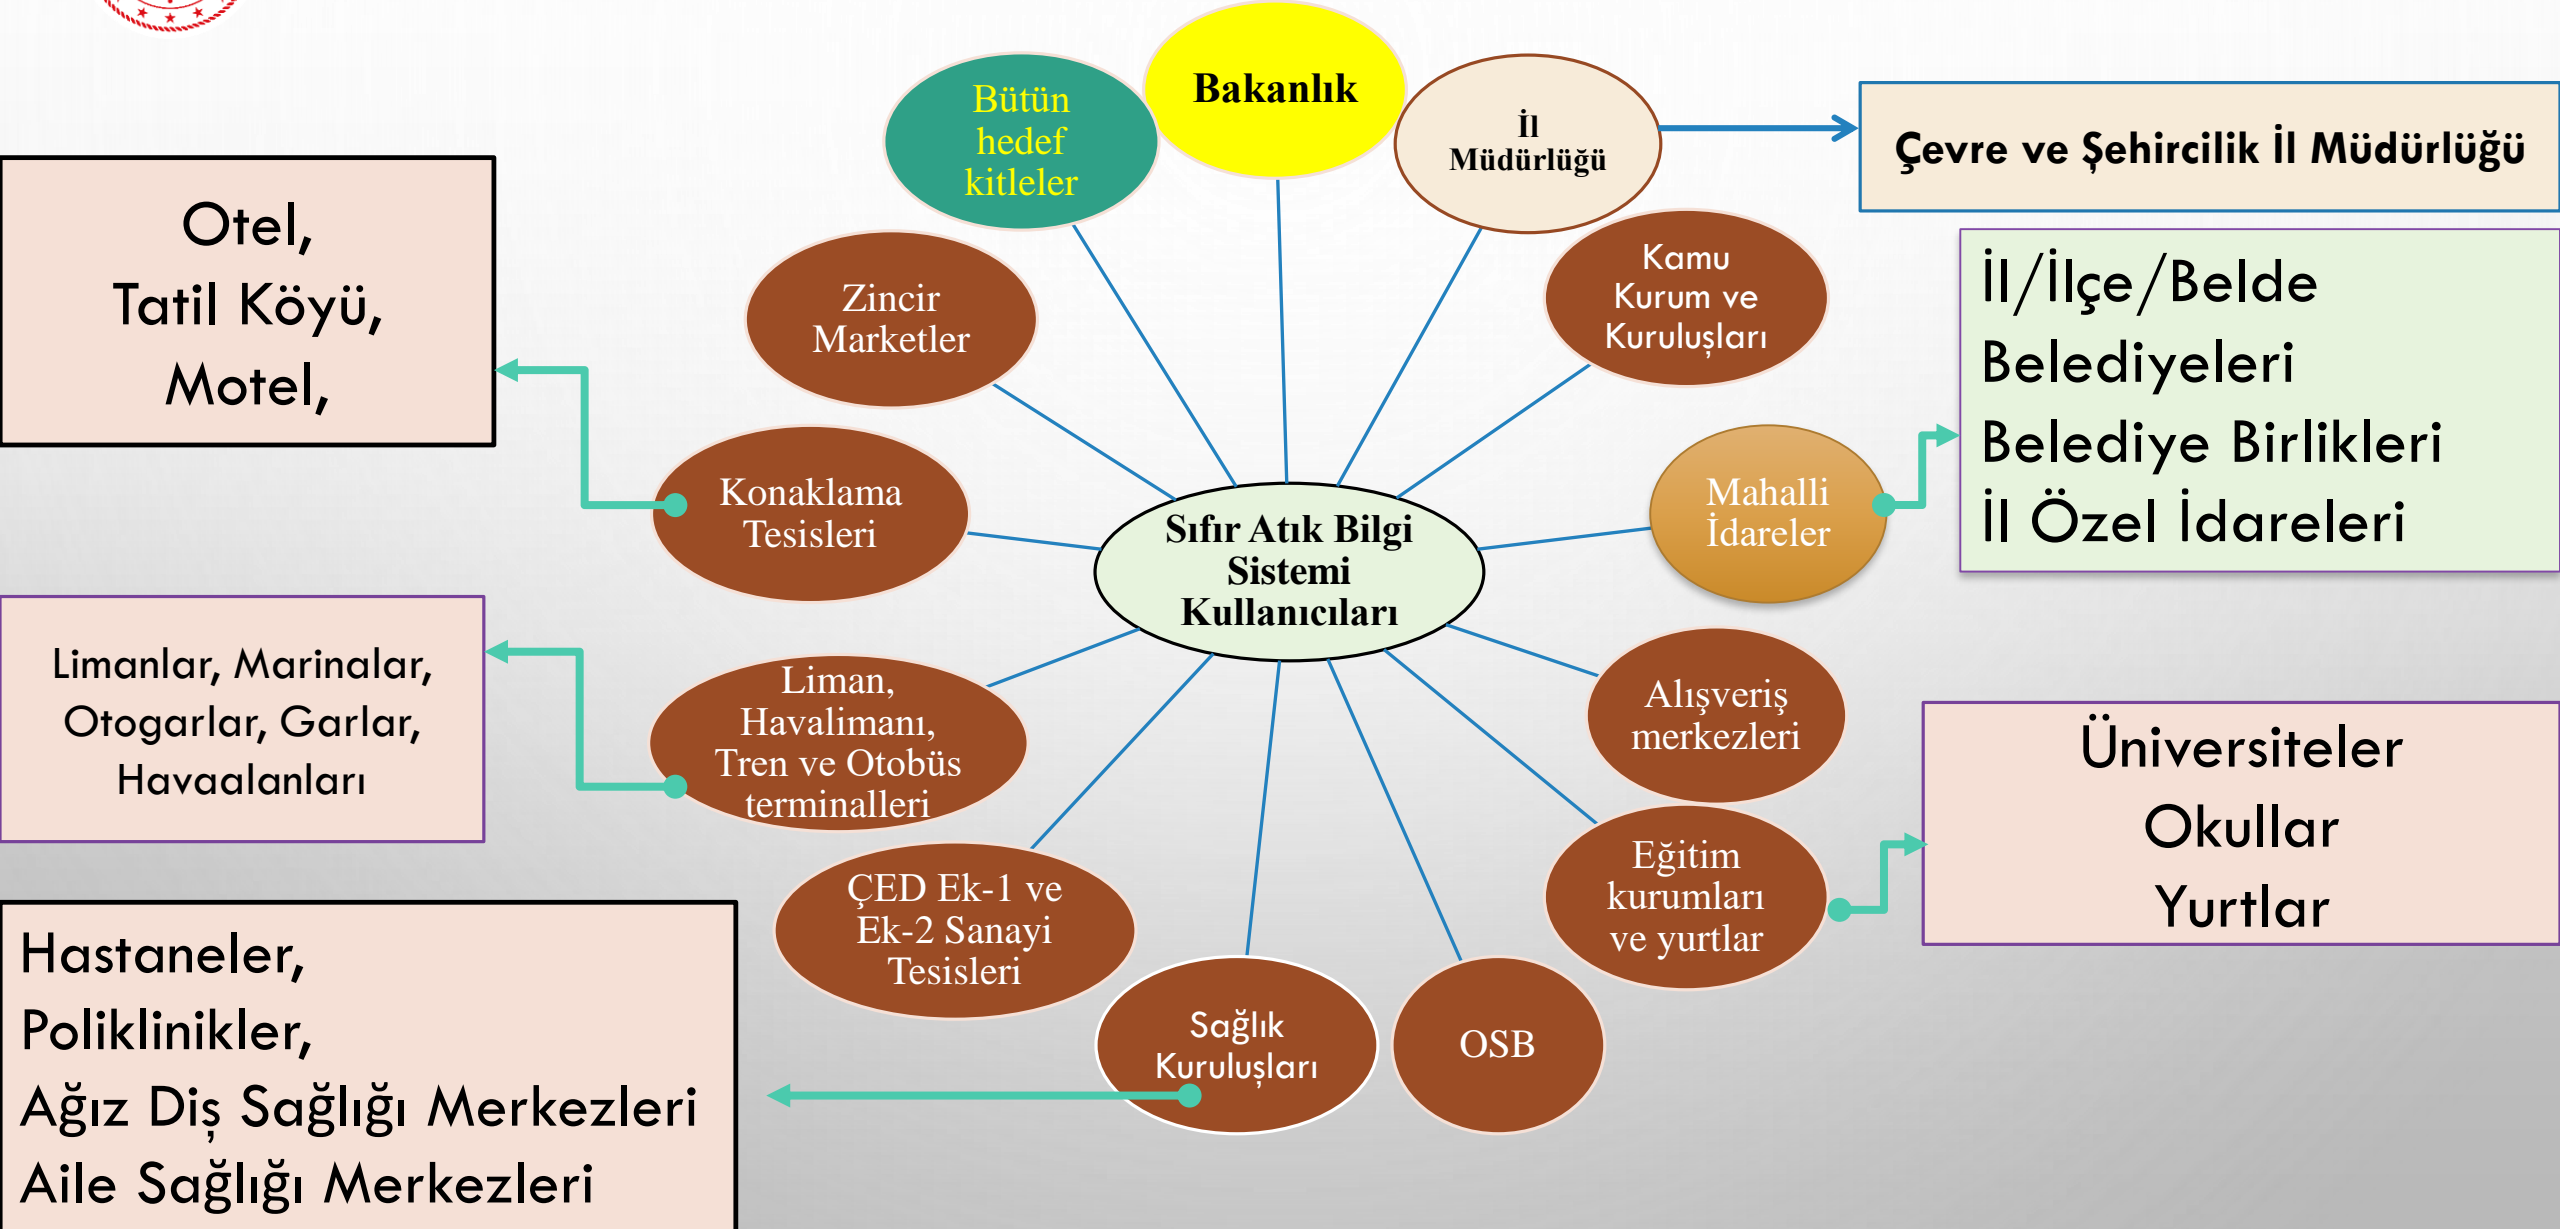 Bakanlık
Bütün
hedef
kitleler
İl
Müdürlüğü
Çevre ve Şehircilik İl Müdürlüğü
Otel,
Tatil Köyü,
Motel,
Zincir
Marketler
Kamu
Kurum ve
Kuruluşları
İl/İlçe/Belde
Belediyeleri
Belediye Birlikleri
İl Özel İdareleri
Konaklama
Tesisleri
Mahalli
İdareler
Sıfır Atık Bilgi
Sistemi
Kullanıcıları
Limanlar, Marinalar,
Otogarlar, Garlar,
Havaalanları
Liman,
Havalimanı,
Tren ve Otobüs
terminalleri
Alışveriş
merkezleri
Üniversiteler
Okullar
Yurtlar
Eğitim
kurumları
ve yurtlar
ÇED Ek-1 ve
Ek-2 Sanayi
Tesisleri
Hastaneler,
Poliklinikler,
Ağız Diş Sağlığı Merkezleri
Aile Sağlığı Merkezleri
Sağlık
Kuruluşları
OSB